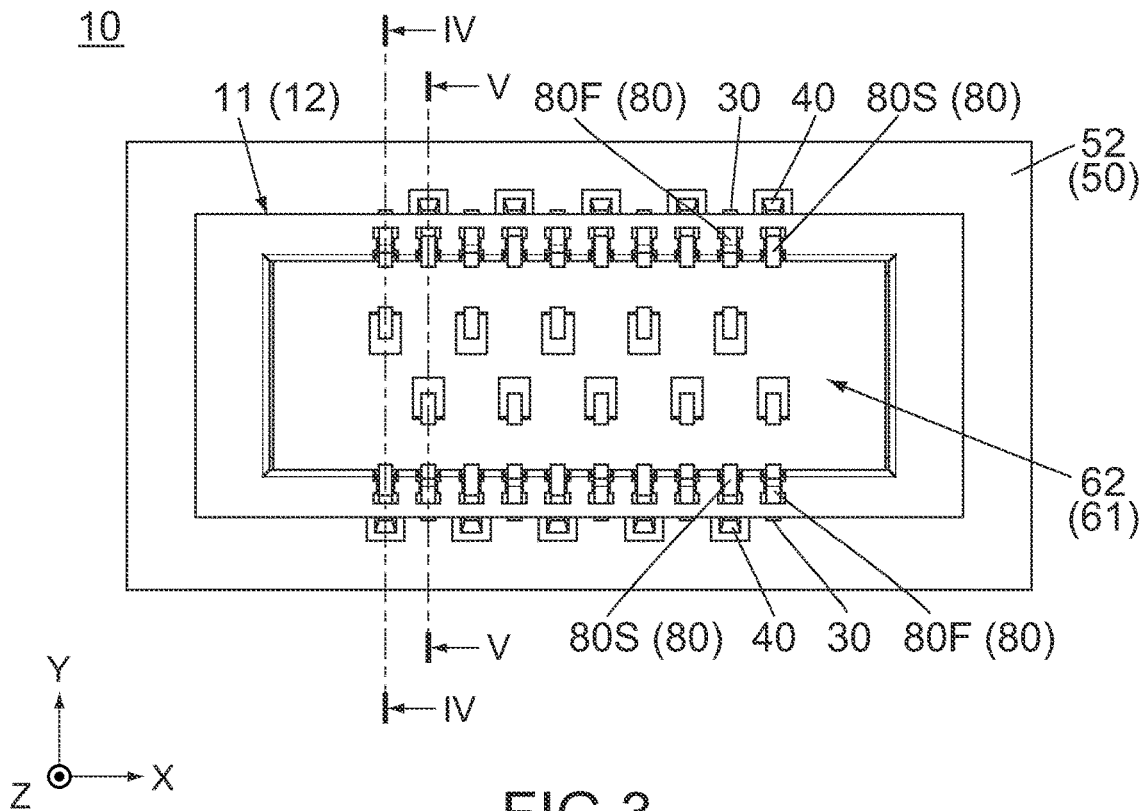 10
IV
V
11 (12)
80F (80)
30
40
80S (80)
52
(50)
62
(61)
80S (80)
40
30
80F (80)
V
IV
Y
X
Z
FIG.3